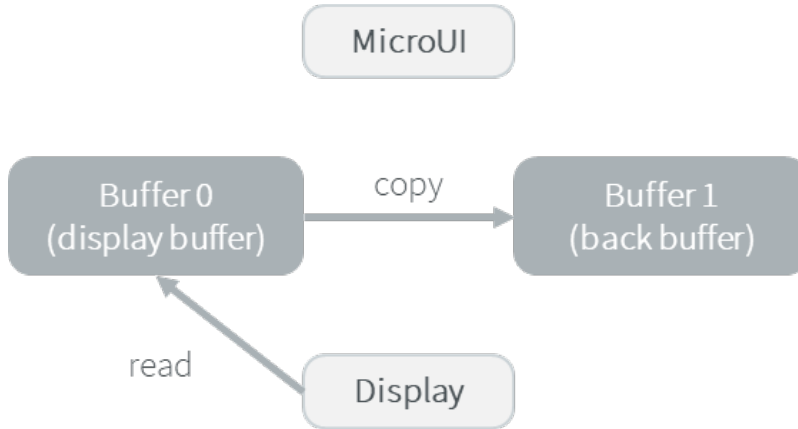 MicroUI
Buffer 0
(display buffer)
copy
Buffer 1
(back buffer)
read
Display